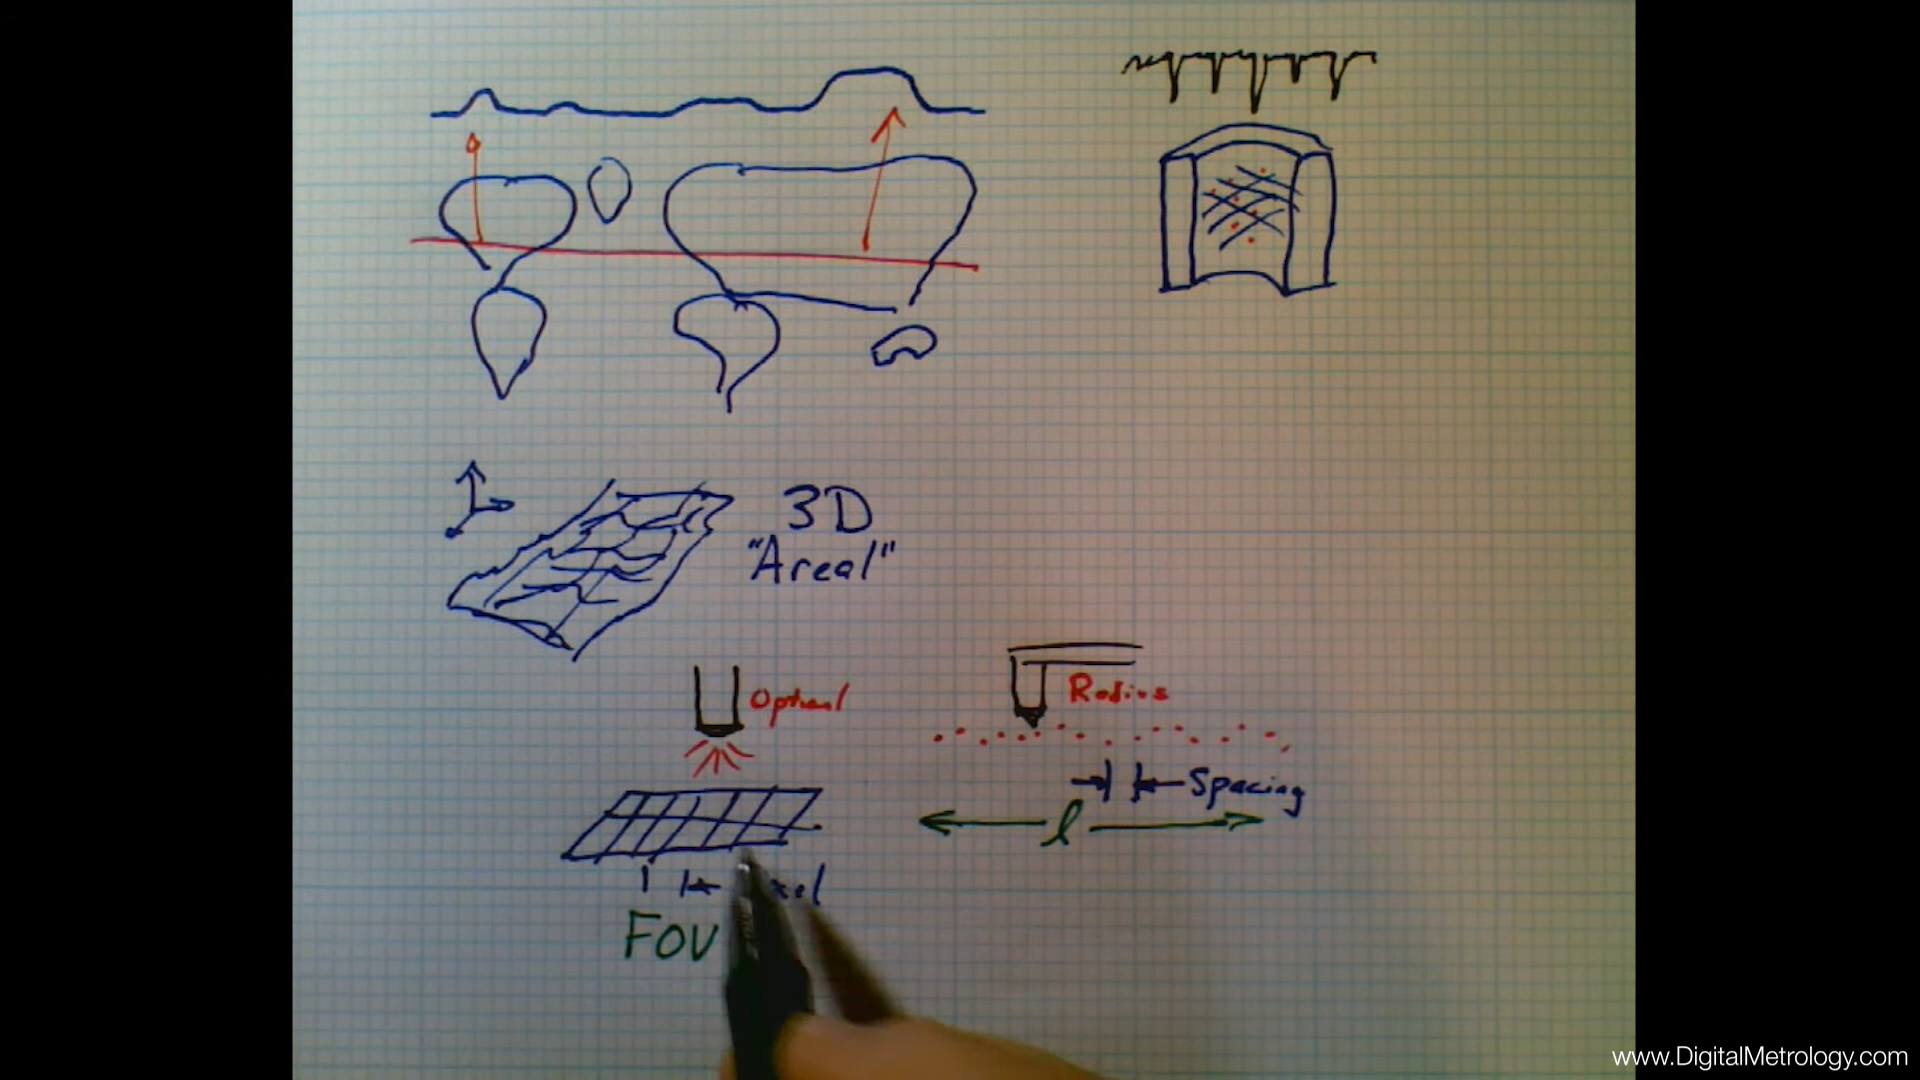 3D
"Areal"
Optical
Radius
Spacing
l
FOV
www.DigitalMetrology.com